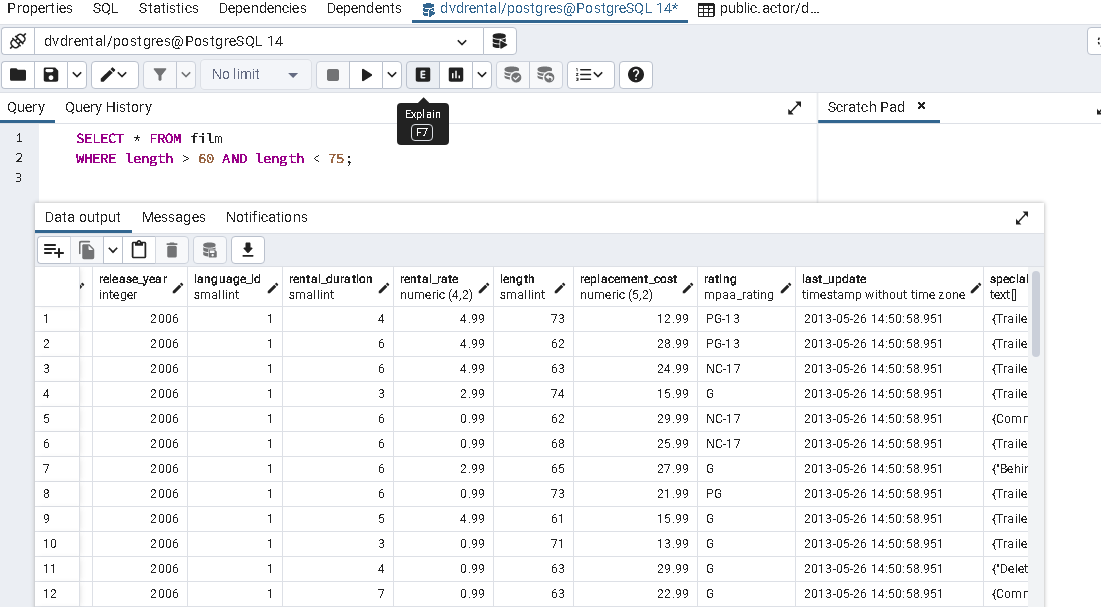 Properties SQL Statistics Dependencies Dependents dvdrental/postgres@PostgreSQL 14* public.actor/d...
dvdrental/postgres@PostgreSQL 14
No limit
Query Query History Scratch Pad ×
Explain
F7
1 SELECT * FROM film
2 WHERE length > 60 AND length < 75;
3
Data output Messages Notifications
release_year language_id rental_duration rental_rate length replacement_cost rating last_update special
integer smallint smallint numeric (4,2) smallint numeric (5,2) mpaa_rating timestamp without time zone text[]
1 2006 1 4 4.99 73 12.99 PG-13 2013-05-26 14:50:58.951 {Traile
2 2006 1 6 4.99 62 28.99 PG-13 2013-05-26 14:50:58.951 {Traile
3 2006 1 6 4.99 63 24.99 NC-17 2013-05-26 14:50:58.951 {Traile
4 2006 1 3 2.99 74 15.99 G 2013-05-26 14:50:58.951 {Traile
5 2006 1 6 0.99 62 29.99 NC-17 2013-05-26 14:50:58.951 {Comr
6 2006 1 6 0.99 68 25.99 NC-17 2013-05-26 14:50:58.951 {Traile
7 2006 1 6 2.99 65 27.99 G 2013-05-26 14:50:58.951 {"Behir
8 2006 1 6 0.99 73 21.99 PG 2013-05-26 14:50:58.951 {Traile
9 2006 1 5 4.99 61 15.99 G 2013-05-26 14:50:58.951 {Traile
10 2006 1 3 0.99 71 13.99 G 2013-05-26 14:50:58.951 {Traile
11 2006 1 4 0.99 63 29.99 G 2013-05-26 14:50:58.951 {"Delet
12 2006 1 7 0.99 63 22.99 G 2013-05-26 14:50:58.951 {Comr